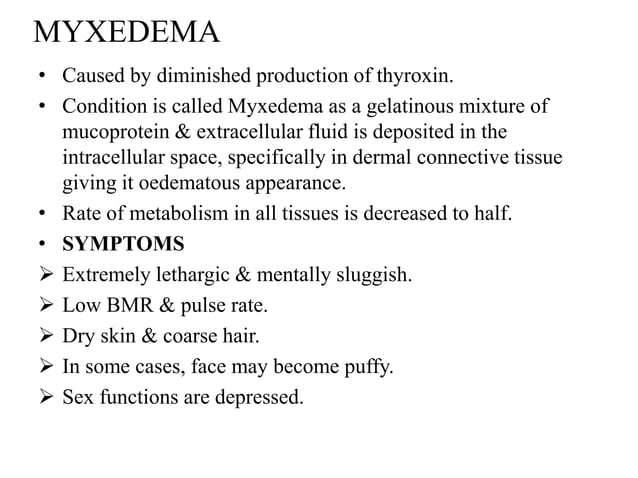 MYXEDEMA
• Caused by diminished production of thyroxin.
• Condition is called Myxedema as a gelatinous mixture of
mucoprotein & extracellular fluid is deposited in the
intracellular space, specifically in dermal connective tissue
giving it oedematous appearance.
• Rate of metabolism in all tissues is decreased to half.
• SYMPTOMS
➢ Extremely lethargic & mentally sluggish.
➢ Low BMR & pulse rate.
➢ Dry skin & coarse hair.
➢ In some cases, face may become puffy.
➢ Sex functions are depressed.